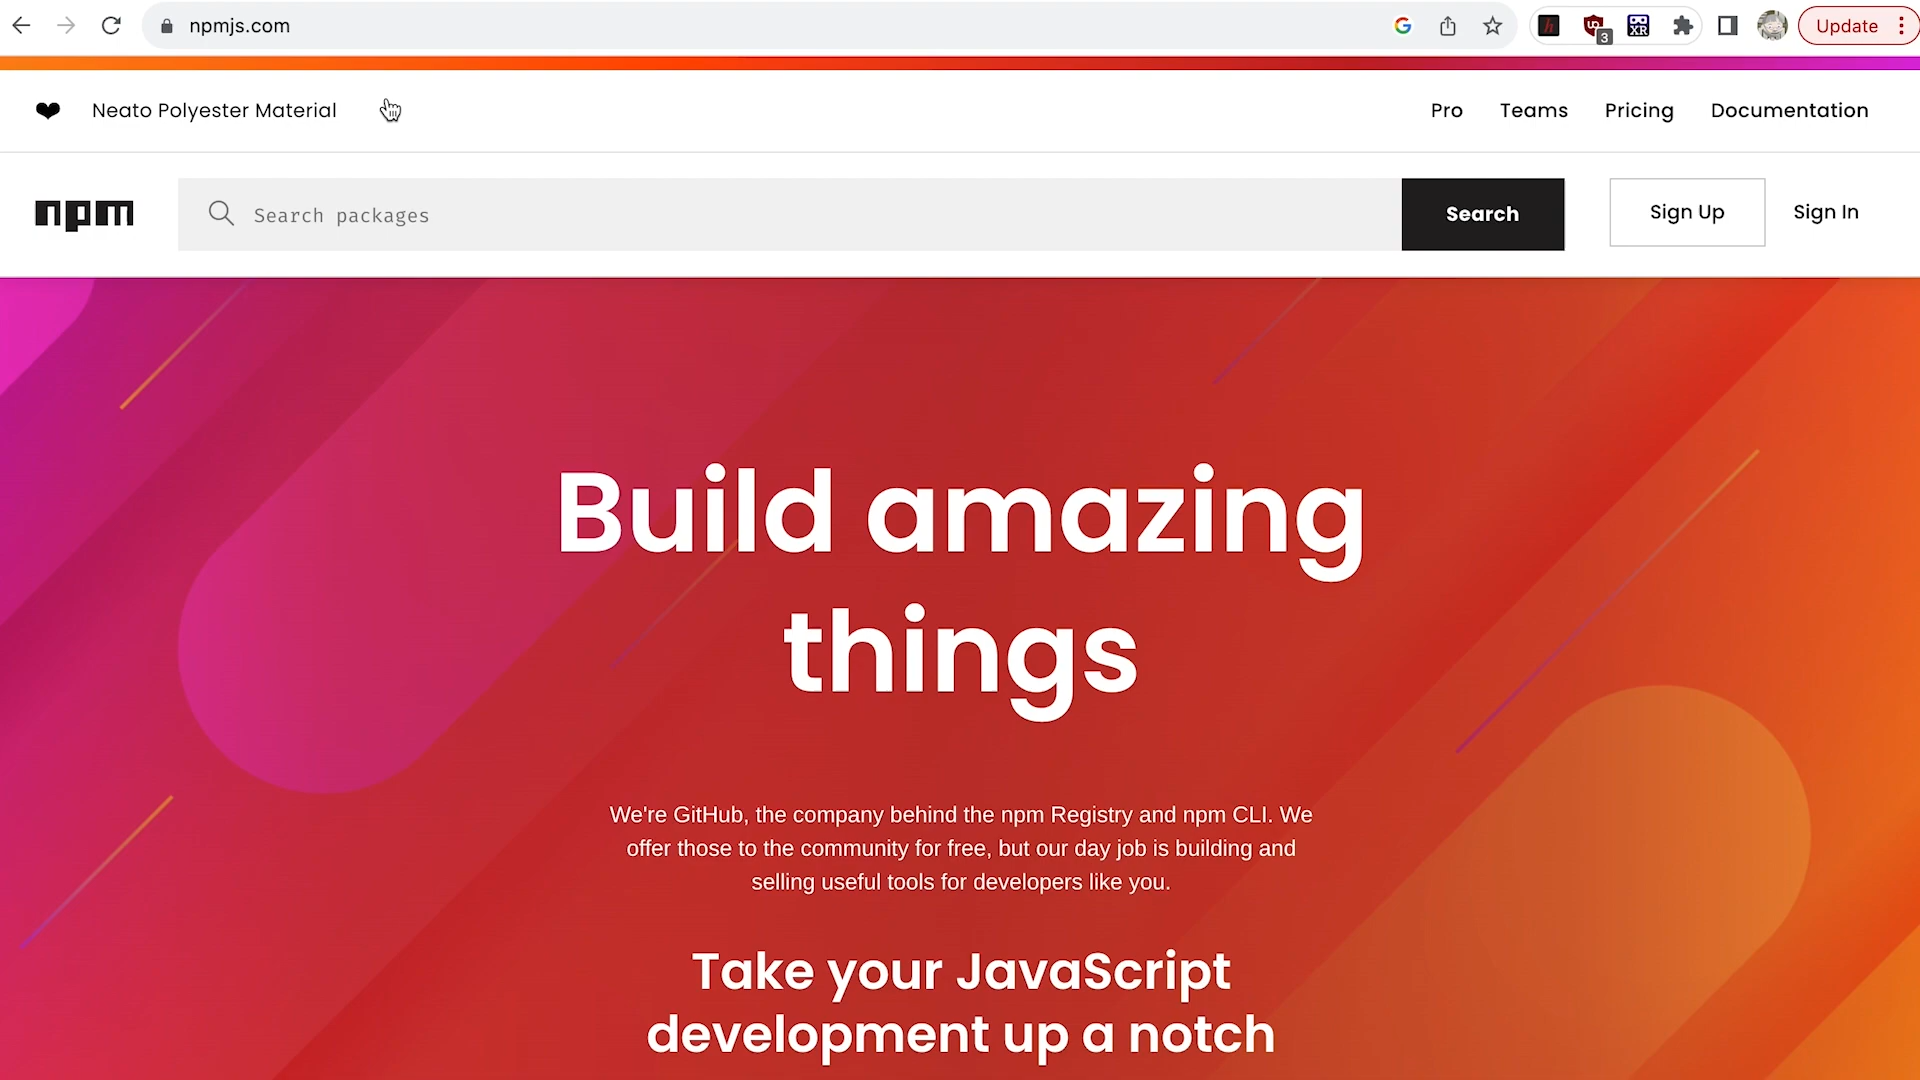 npmjs.com
3
XR
Update
Neato Polyester Material
Pro
Teams
Pricing
Documentation
npm
Search packages
Search
Sign Up
Sign In
Build amazing
things
We're GitHub, the company behind the npm Registry and npm CLI. We
offer those to the community for free, but our day job is building and
selling useful tools for developers like you.
Take your JavaScript
development up a notch